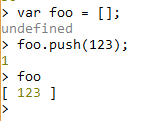 > var foo = [];
undefined
> foo.push(123);
1
> foo
[ 123 ]
>